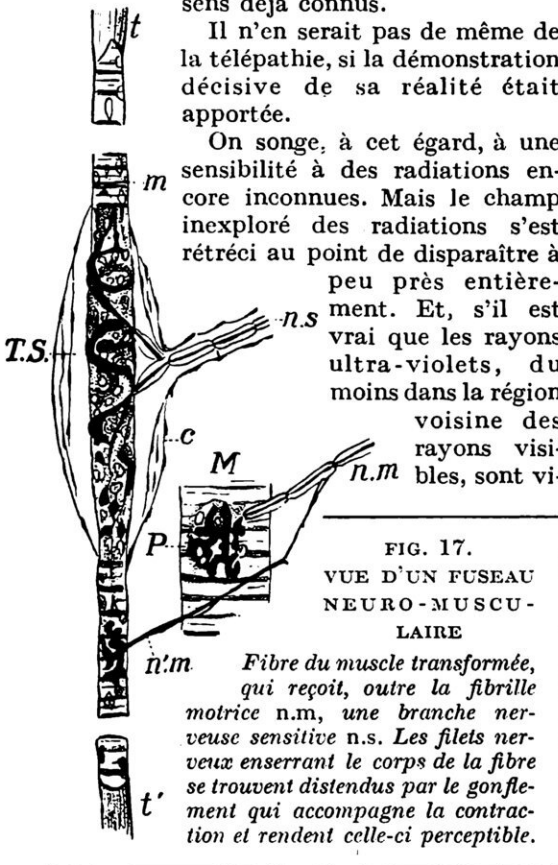 sens déjà connus.
Il n'en serait pas de même de
la télépathie, si la démonstration
décisive de sa réalité était
apportée.
On songe, à cet égard, à une
sensibilité à des radiations en-
core inconnues. Mais le champ
inexploré des radiations s'est
rétréci au point de disparaître à
peu près entière-
ment. Et, s'il est
vrai que les rayons
ultra-violets, du
moins dans la région
voisine des
rayons visi-
bles, sont vi-
t
m
n.s
T.S.
c
M
n.m
P
n'.m
t'
FIG. 17.
VUE D'UN FUSEAU
NEURO-MUSCU-
LAIRE
Fibre du muscle transformée,
qui reçoit, outre la fibrille
motrice n.m, une branche ner-
veuse sensitive n.s. Les filets ner-
veux enserrant le corps de la fibre
se trouvent distendus par le gonfle-
ment qui accompagne la contrac-
tion et rendent celle-ci perceptible.